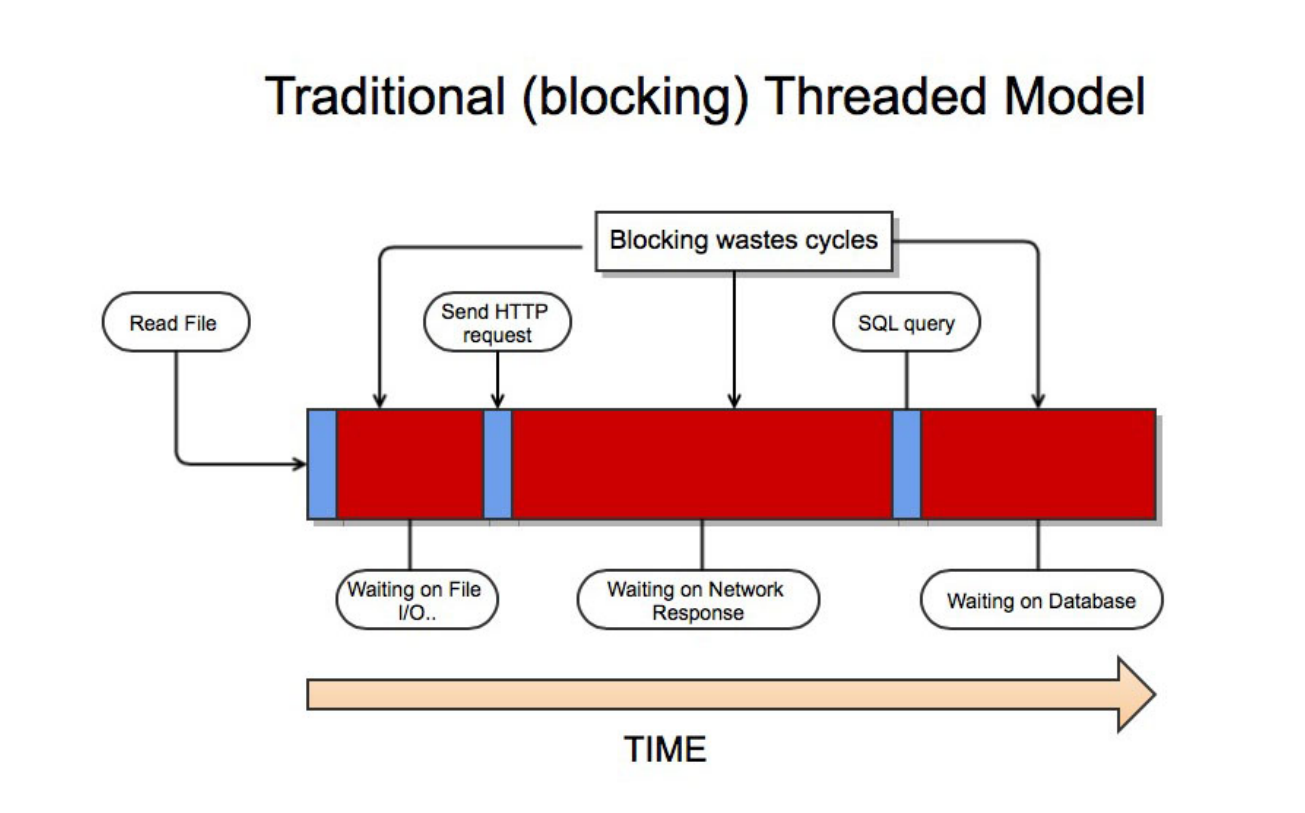 Traditional (blocking) Threaded Model
Blocking wastes cycles
Read File
Send HTTP
request
SQL query
Waiting on File
I/O..
Waiting on Network
Response
Waiting on Database
TIME